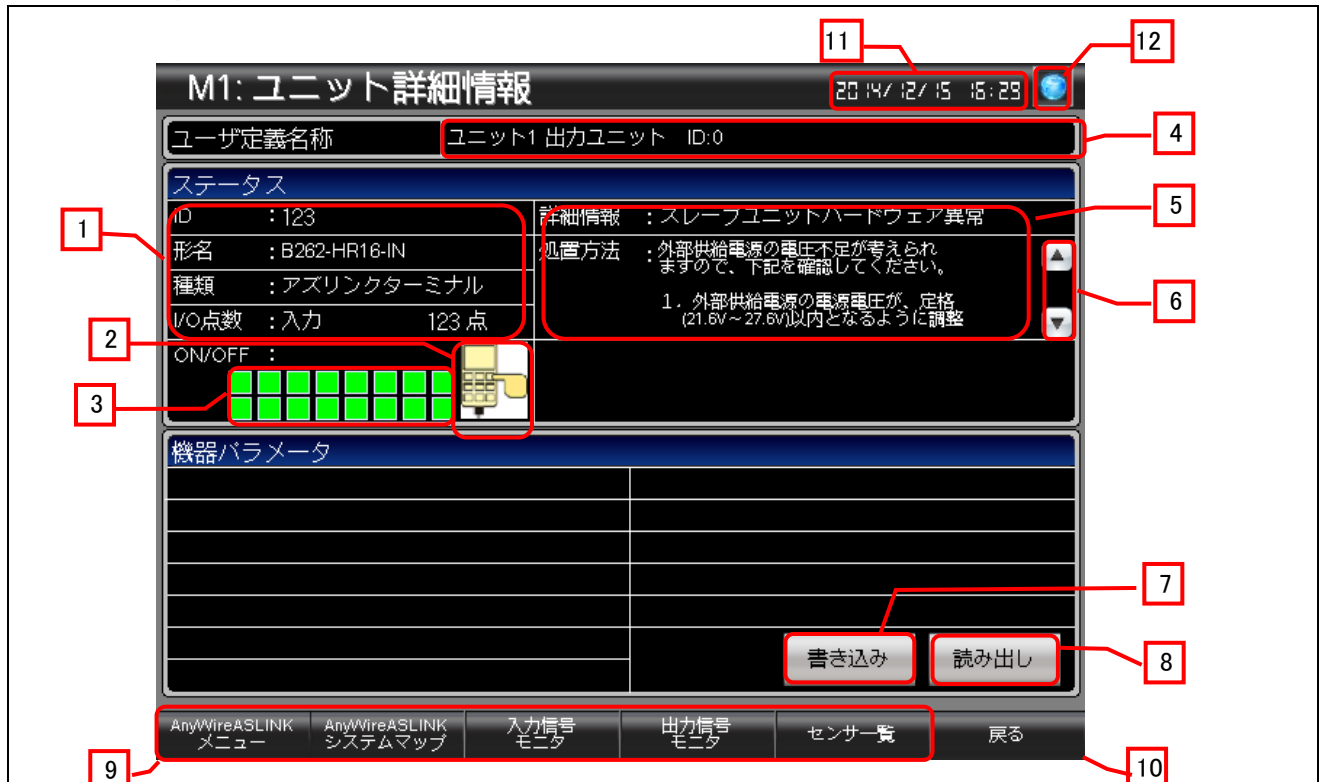 11
12
M1: ユニット詳細情報
2014/12/15 16:29
ユーザ定義名称
ユニット1 出力ユニット ID:0
4
ステータス
1
ID :123
形名 :B262-HR16-IN
種類 :アズリンクターミナル
I/O点数 :入力 123 点
2
ON/OFF :
3
詳細情報 :スレーブユニットハードウェア異常
5
処置方法 :外部供給電源の電圧不足が考えられ
ますので、下記を確認してください。
1．外部供給電源の電源電圧が、定格
(21.6V～27.6V)以内となるように調整
6
機器パラメータ
7
書き込み
読み出し
8
AnyWireASLINK
メニュー
AnyWireASLINK
システムマップ
入力信号
モニタ
出力信号
モニタ
センサ一覧
戻る
9
10